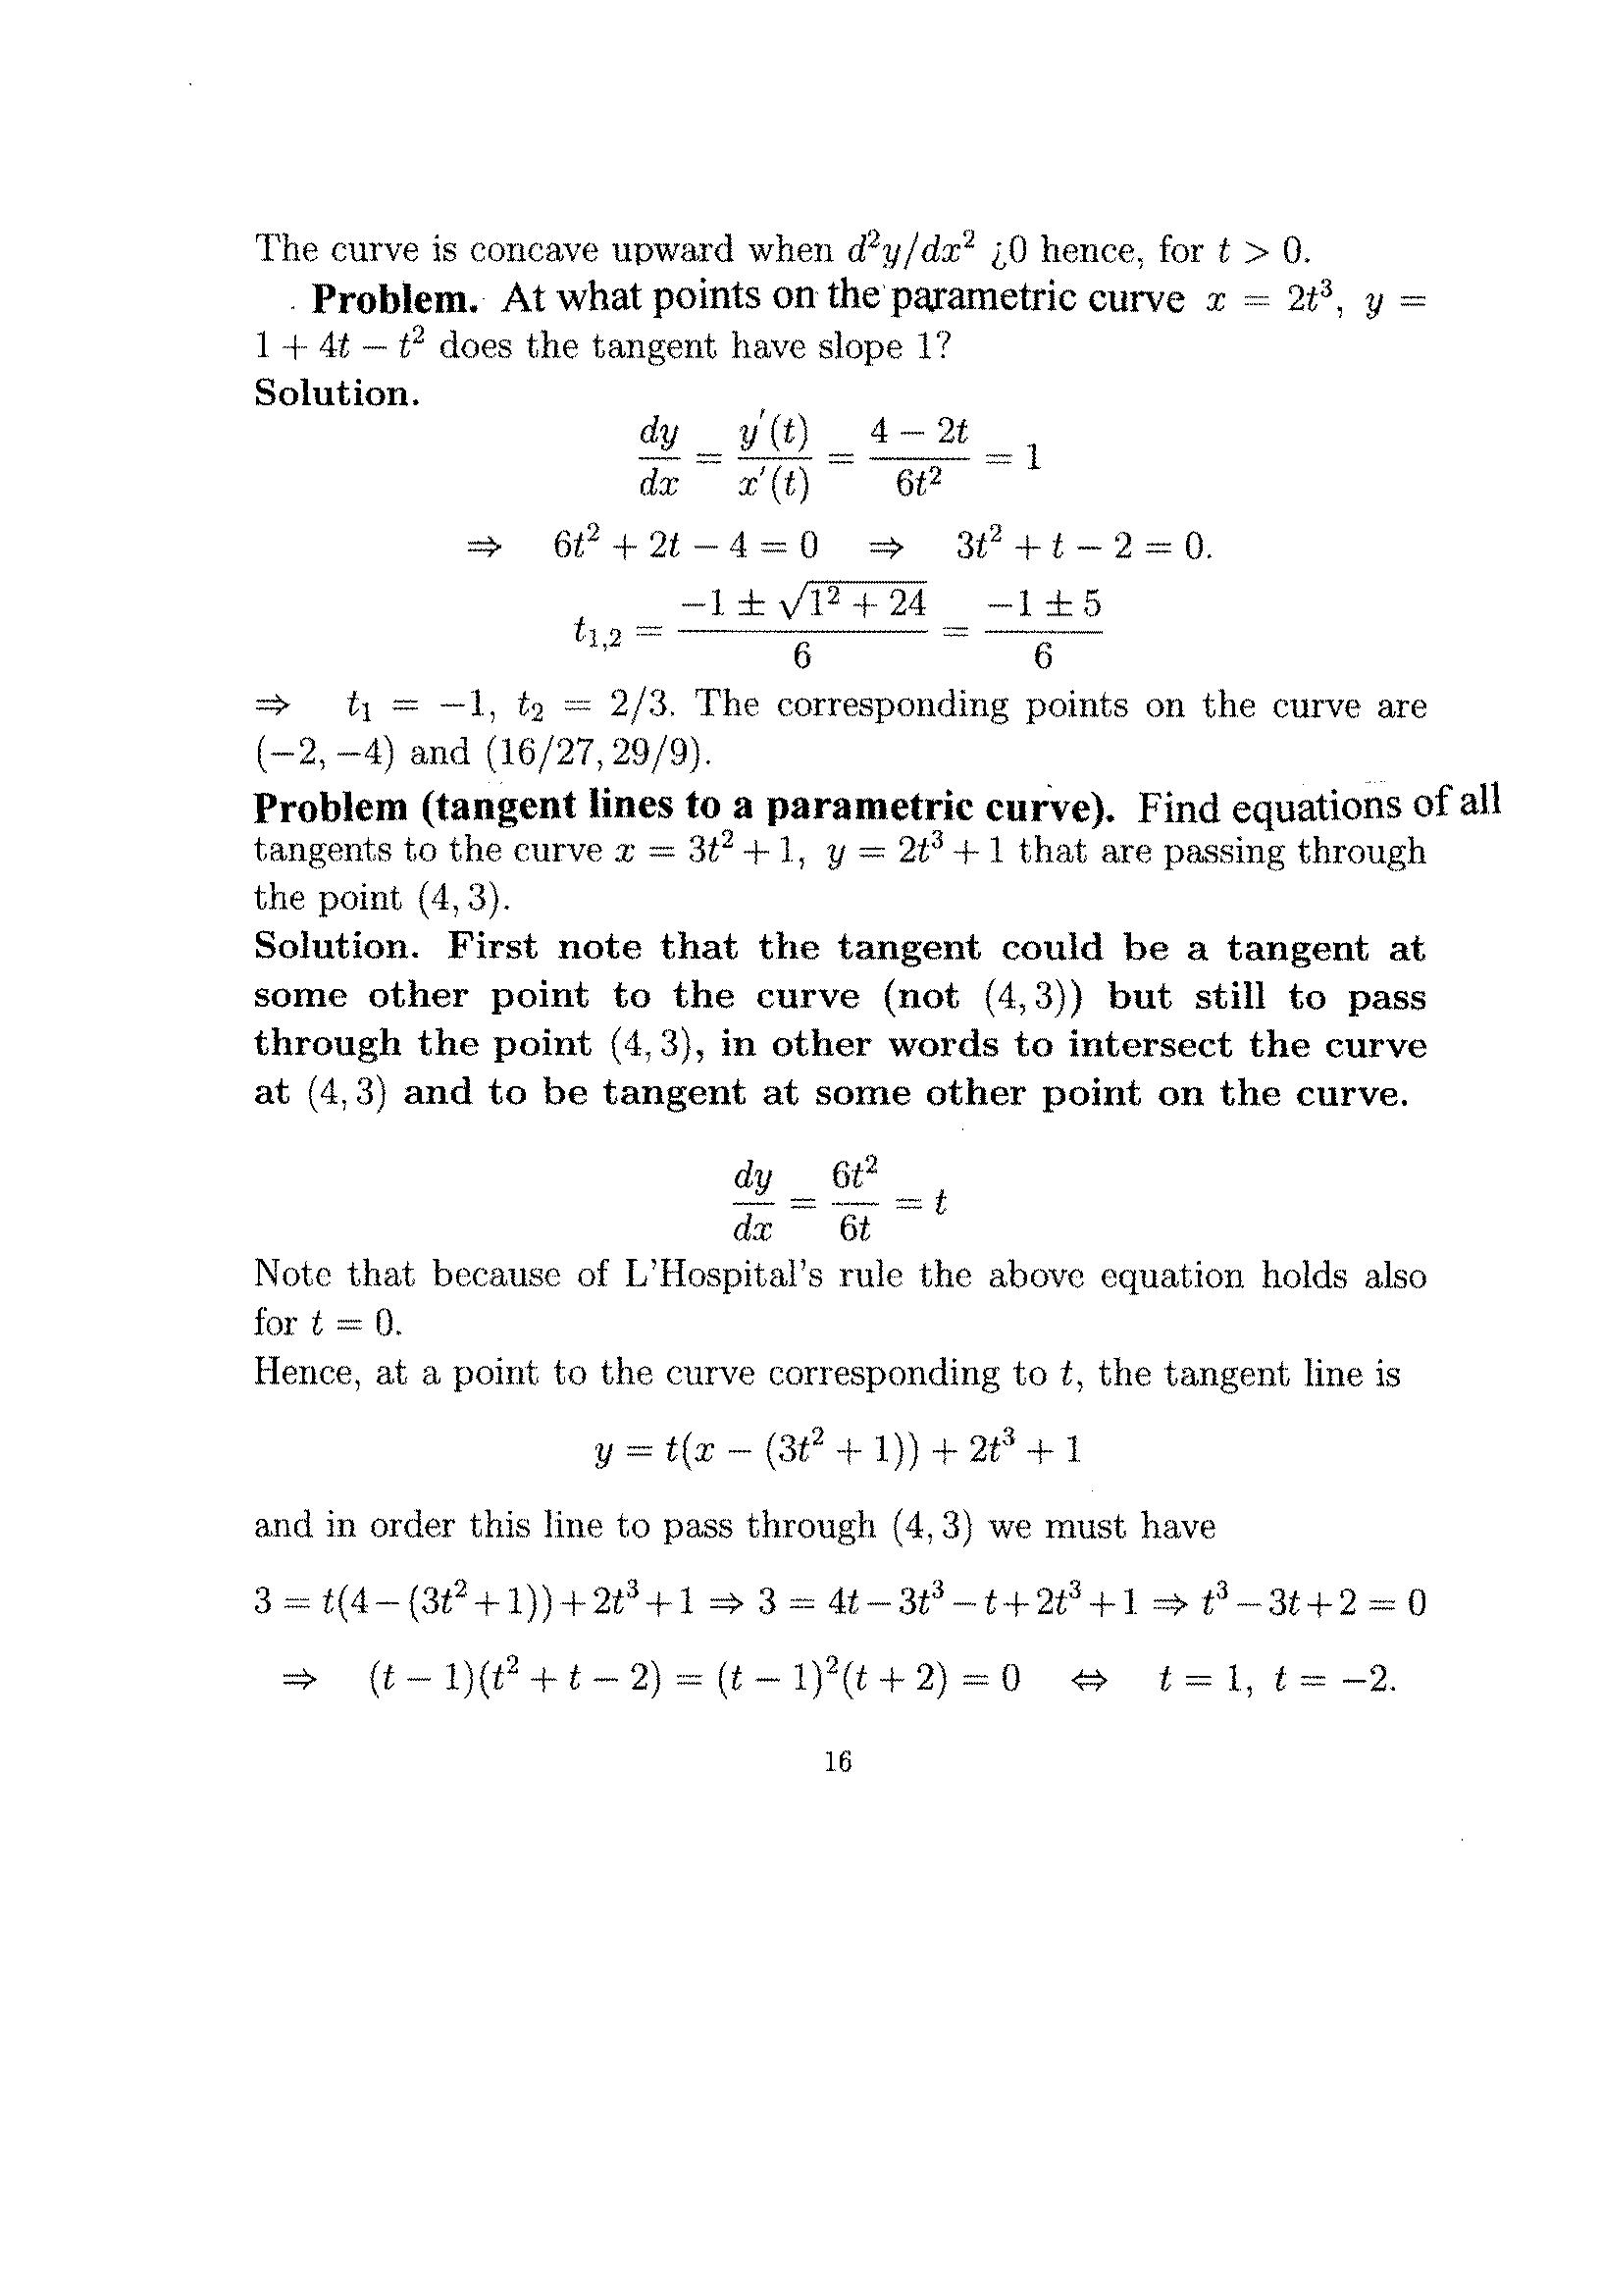 The curve is concave upward when d²y/dx² ¿0 hence, for t > 0.
Problem. At what points on the parametric curve x = 2t³, y =
1 + 4t − t² does the tangent have slope 1?
Solution.
dy/dx = y′(t)/x′(t) = (4 − 2t)/6t² = 1
⇒ 6t² + 2t − 4 = 0 ⇒ 3t² + t − 2 = 0.
t₁,₂ = (−1 ± √(1² + 24))/6 = (−1 ± 5)/6
⇒ t₁ = −1, t₂ = 2/3. The corresponding points on the curve are
(−2, −4) and (16/27, 29/9).
Problem (tangent lines to a parametric curve). Find equations of all
tangents to the curve x = 3t² + 1, y = 2t³ + 1 that are passing through
the point (4, 3).
Solution. First note that the tangent could be a tangent at
some other point to the curve (not (4, 3)) but still to pass
through the point (4, 3), in other words to intersect the curve
at (4, 3) and to be tangent at some other point on the curve.
dy/dx = 6t²/6t = t
Note that because of L'Hospital's rule the above equation holds also
for t = 0.
Hence, at a point to the curve corresponding to t, the tangent line is
y = t(x − (3t² + 1)) + 2t³ + 1
and in order this line to pass through (4, 3) we must have
3 = t(4 − (3t² + 1)) + 2t³ + 1 ⇒ 3 = 4t − 3t³ − t + 2t³ + 1 ⇒ t³ − 3t + 2 = 0
⇒ (t − 1)(t² + t − 2) = (t − 1)²(t + 2) = 0 ⇔ t = 1, t = −2.
16